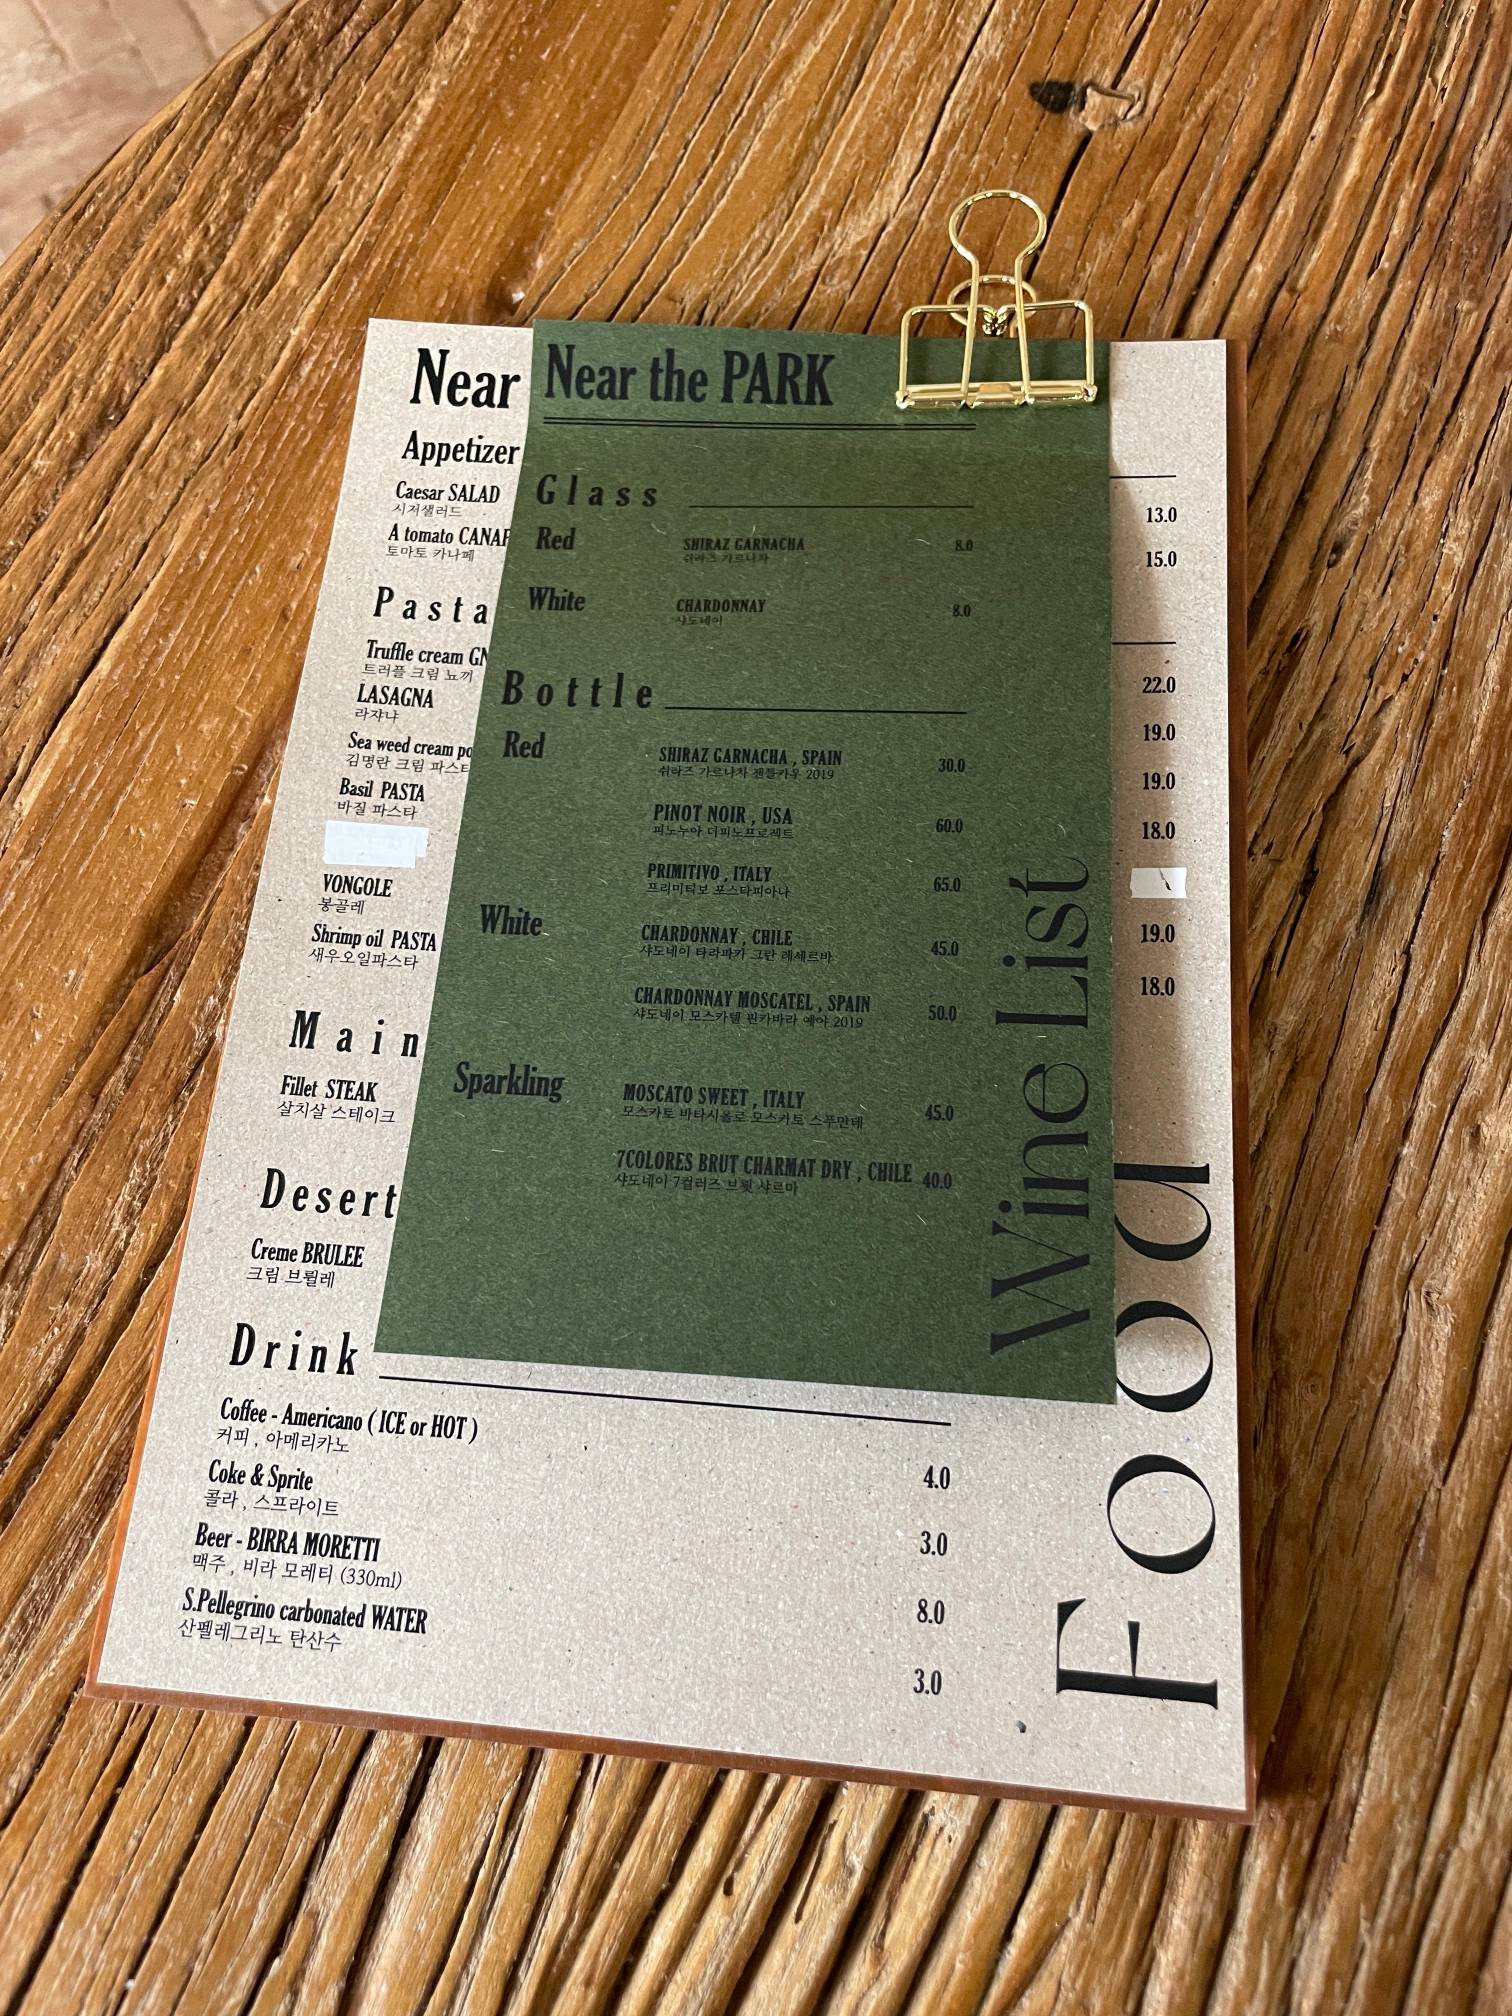 Near
Appetizer
Caesar SALAD 13.0
시저샐러드
A tomato CANAP 15.0
토마토 카나페
Pasta
Truffle cream GN 22.0
트러플 크림 뇨끼
LASAGNA 19.0
라쟈냐
Sea weed cream po 19.0
김명란 크림 파스타
Basil PASTA 18.0
바질 파스타
VONGOLE 19.0
봉골레
Shrimp oil PASTA 18.0
새우오일파스타
Main
Fillet STEAK
살치살 스테이크
Desert
Creme BRULEE
크림 브륄레
Drink
Coffee - Americano ( ICE or HOT ) 4.0
커피 , 아메리카노
Coke & Sprite 3.0
콜라 , 스프라이트
Beer - BIRRA MORETTI 8.0
맥주 , 비라 모레티 (330ml)
S.Pellegrino carbonated WATER 3.0
산펠레그리노 탄산수
Food
Near the PARK
Glass
Red SHIRAZ GARNACHA 8.0
쉬라즈 가르나차
White CHARDONNAY 8.0
샤도네이
Bottle
Red SHIRAZ GARNACHA , SPAIN 30.0
쉬라즈 가르나차 젠틀카우 2019
PINOT NOIR , USA 60.0
피노누아 더피노프로젝트
PRIMITIVO , ITALY 65.0
프리미티보 포스타피아나
White CHARDONNAY , CHILE 45.0
샤도네이 타라파카 그란 레세르바
CHARDONNAY MOSCATEL , SPAIN 50.0
샤도네이 모스카텔 핀카바라 예야 2019
Sparkling MOSCATO SWEET , ITALY 45.0
모스카토 바타시올로 모스카토 스푸만테
7COLORES BRUT CHARMAT DRY , CHILE 40.0
샤도네이 7컬러즈 브륏 샤르마
Wine List